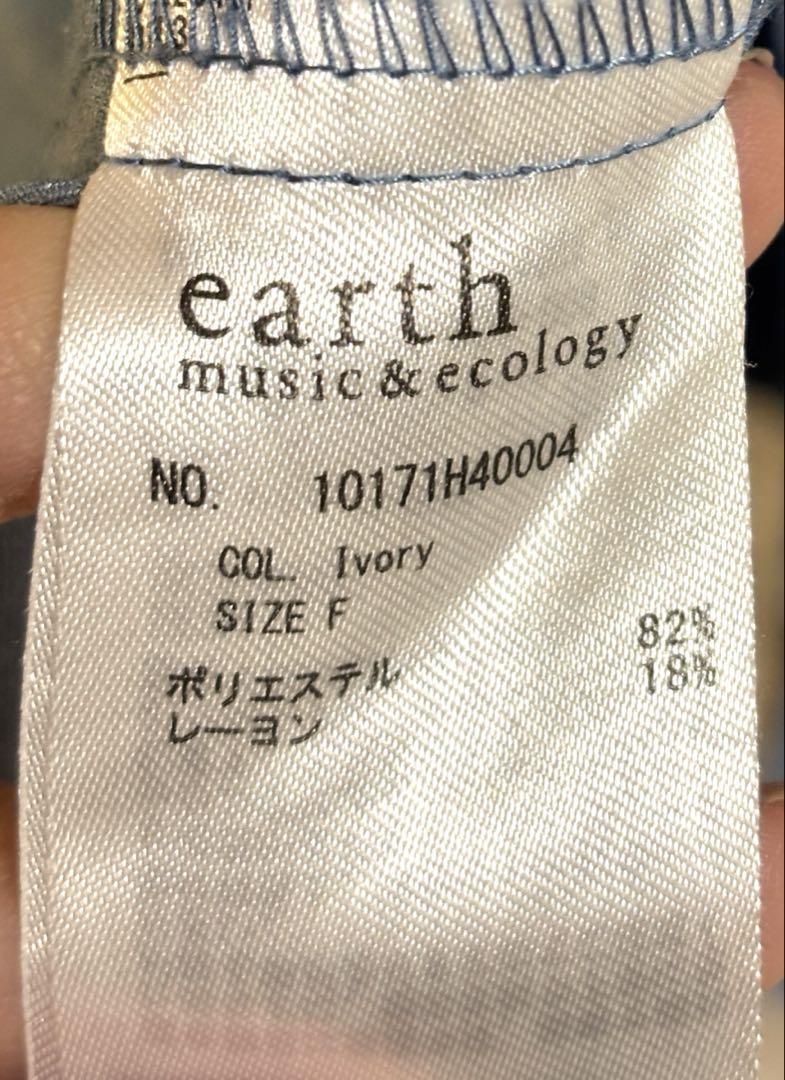 earth
music & ecology
NO. 10171H40004
COL. Ivory
SIZE F
ポリエステル 82%
レーヨン 18%